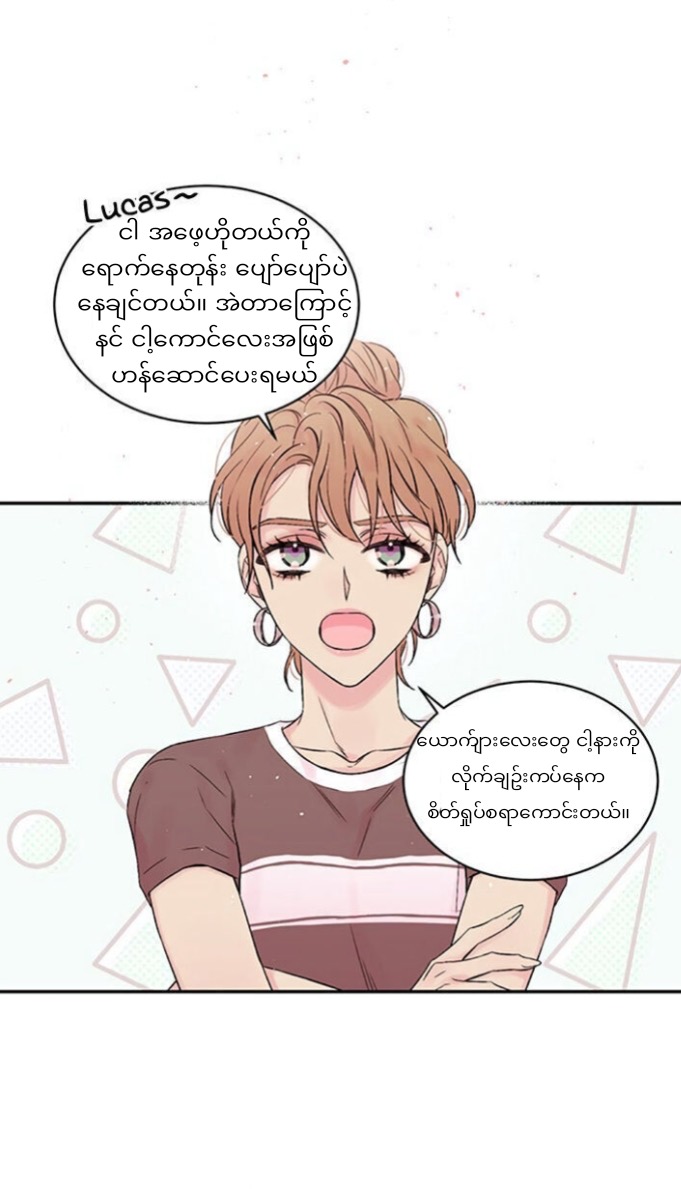 Lucas~
ငါ အဖေ့ဟိုတယ်ကို
ရောက်နေတုန်း ပျော်ပျော်ပဲ
နေချင်တယ်။ အဲတာကြောင့်
နင် ငါ့ကောင်လေးအဖြစ်
ဟန်ဆောင်ပေးရမယ်
ယောက်ျားလေးတွေ ငါ့နားကို
လိုက်ချဥ်းကပ်နေက
စိတ်ရှုပ်စရာကောင်းတယ်။